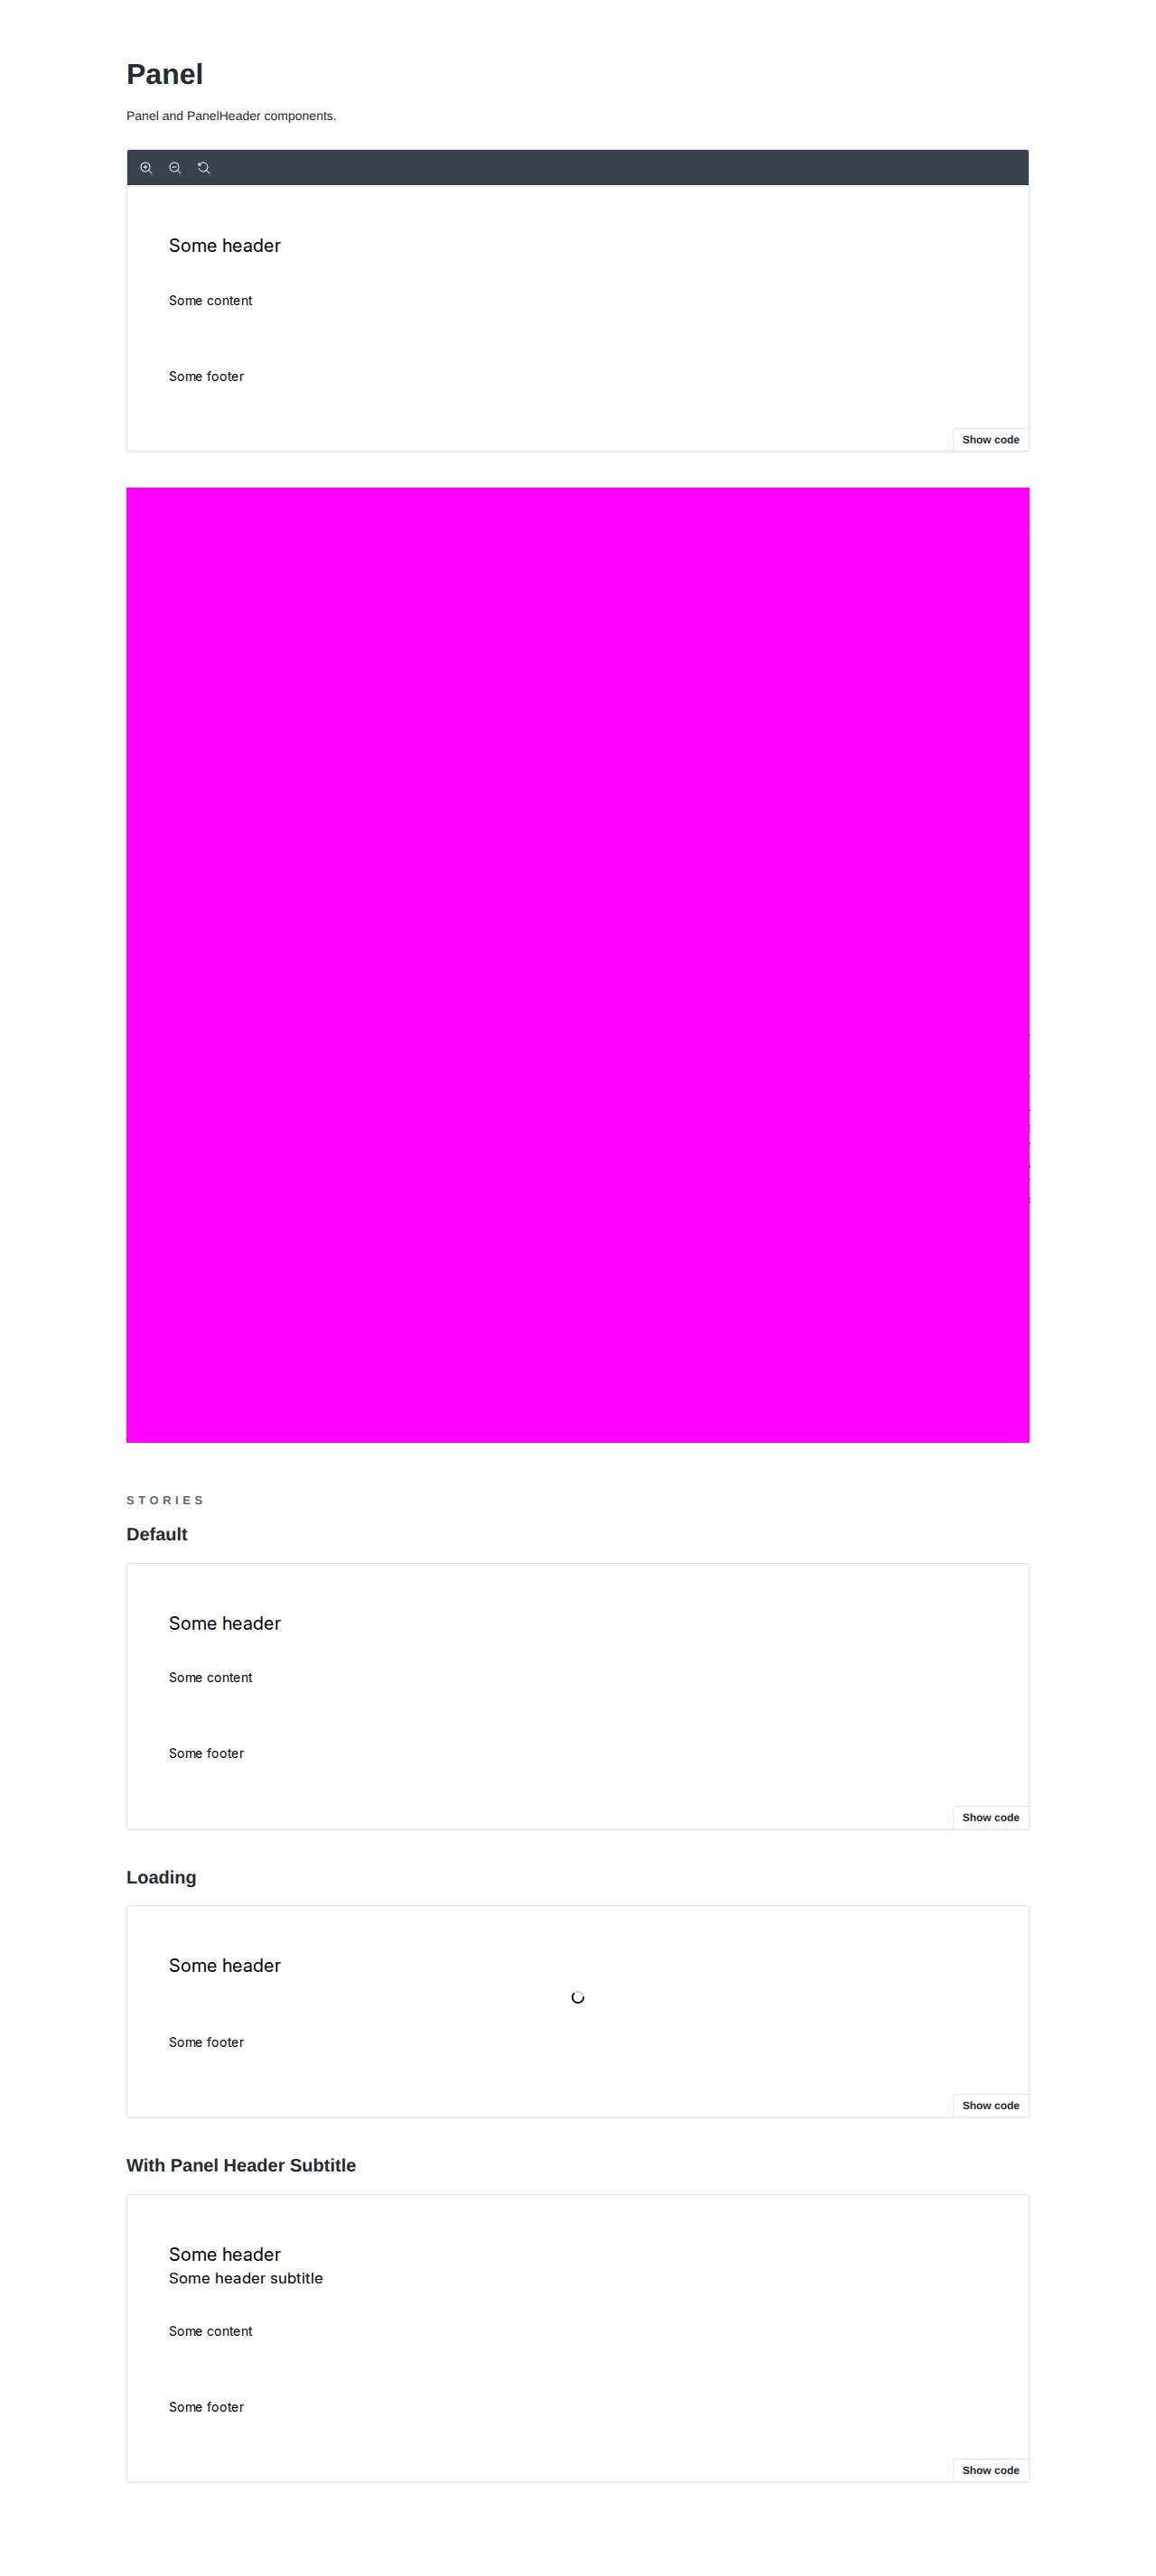 Panel
Panel and PanelHeader components.
Some header
Some content
Some footer
Show code
STORIES
Default
Some header
Some content
Some footer
Show code
Loading
Some header
Some footer
Show code
With Panel Header Subtitle
Some header
Some header subtitle
Some content
Some footer
Show code